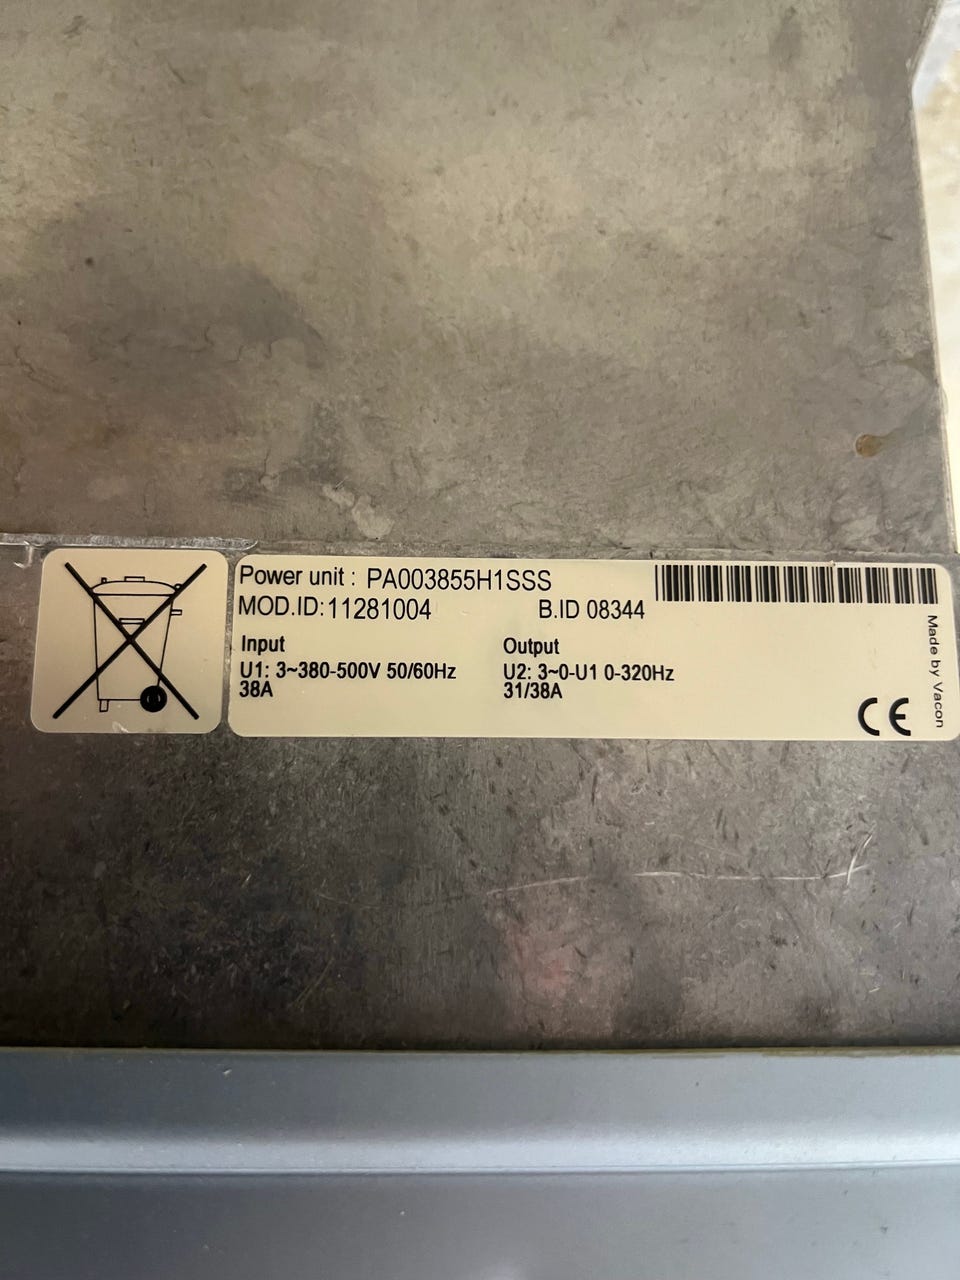 Power unit : PA003855H1SSS
MOD.ID:11281004 B.ID 08344
Input
U1: 3~380-500V 50/60Hz
38A
Output
U2: 3~0-U1 0-320Hz
31/38A
CE
Made by Vacon